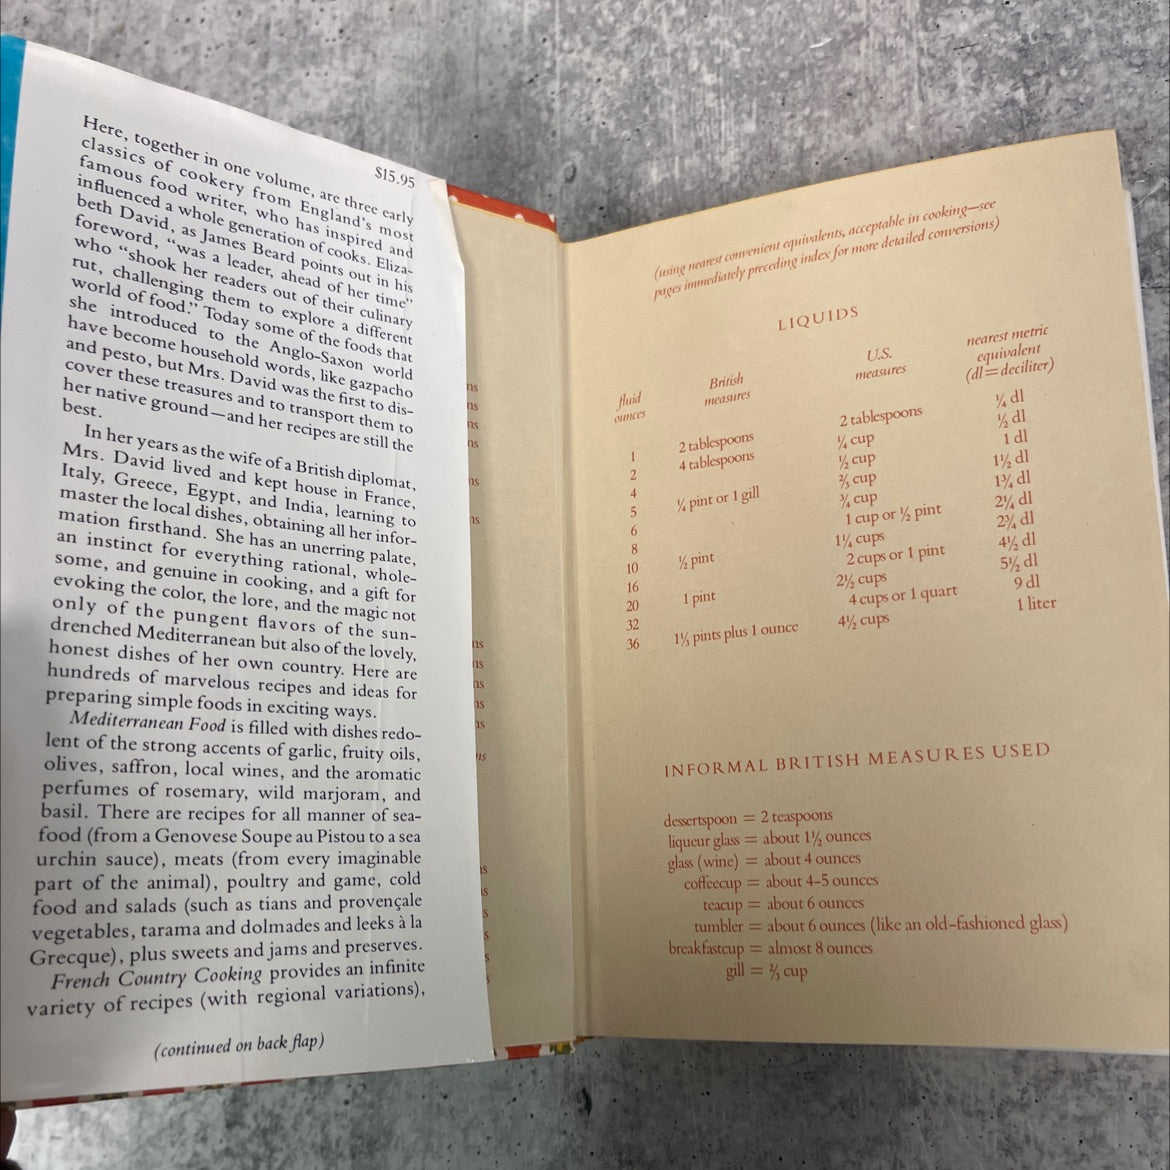 $15.95
Here, together in one volume, are three early
classics of cookery from England's most
famous food writer, who has inspired and
influenced a whole generation of cooks. Eliza-
beth David, as James Beard points out in his
foreword, "was a leader, ahead of her time"
who "shook her readers out of their culinary
rut, challenging them to explore a different
world of food." Today some of the foods that
she introduced to the Anglo-Saxon world
have become household words, like gazpacho
and pesto, but Mrs. David was the first to dis-
cover these treasures and to transport them to
her native ground—and her recipes are still the
best.
In her years as the wife of a British diplomat,
Mrs. David lived and kept house in France,
Italy, Greece, Egypt, and India, learning to
master the local dishes, obtaining all her infor-
mation firsthand. She has an unerring palate,
an instinct for everything rational, whole-
some, and genuine in cooking, and a gift for
evoking the color, the lore, and the magic not
only of the pungent flavors of the sun-
drenched Mediterranean but also of the lovely,
honest dishes of her own country. Here are
hundreds of marvelous recipes and ideas for
preparing simple foods in exciting ways.
Mediterranean Food is filled with dishes redo-
lent of the strong accents of garlic, fruity oils,
olives, saffron, local wines, and the aromatic
perfumes of rosemary, wild marjoram, and
basil. There are recipes for all manner of sea-
food (from a Genovese Soupe au Pistou to a sea
urchin sauce), meats (from every imaginable
part of the animal), poultry and game, cold
food and salads (such as tians and provençale
vegetables, tarama and dolmades and leeks à la
Grecque), plus sweets and jams and preserves.
French Country Cooking provides an infinite
variety of recipes (with regional variations),
(continued on back flap)
(using nearest convenient equivalents, acceptable in cooking—see
pages immediately preceding index for more detailed conversions)
LIQUIDS
fluid ounces British measures U.S. measures nearest metric equivalent (dl=deciliter)
1 2 tablespoons 2 tablespoons ¼ dl
2 4 tablespoons ¼ cup ½ dl
4 ½ cup 1 dl
5 ¼ pint or 1 gill ⅔ cup 1½ dl
6 ¾ cup 1¾ dl
8 1 cup or ½ pint 2¼ dl
10 ½ pint 1¼ cups 2¾ dl
16 2 cups or 1 pint 4½ dl
20 1 pint 2½ cups 5½ dl
32 4 cups or 1 quart 9 dl
36 1⅓ pints plus 1 ounce 4½ cups 1 liter
INFORMAL BRITISH MEASURES USED
dessertspoon = 2 teaspoons
liqueur glass = about 1½ ounces
glass (wine) = about 4 ounces
coffeecup = about 4-5 ounces
teacup = about 6 ounces
tumbler = about 6 ounces (like an old-fashioned glass)
breakfastcup = almost 8 ounces
gill = ⅔ cup